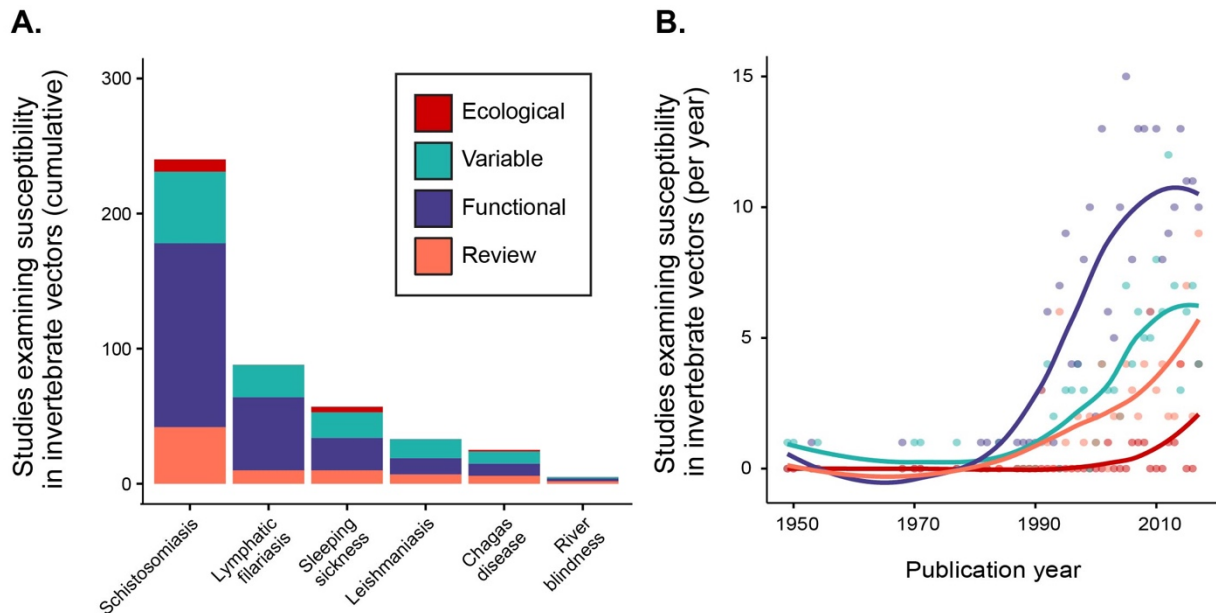 A.
Studies examining susceptibility
in invertebrate vectors (cumulative)
300
200
100
0
Ecological
Variable
Functional
Review
Schistosomiasis
Lymphatic
filariasis
Sleeping
sickness
Leishmaniasis
Chagas
disease
River
blindness
B.
Studies examining susceptibility
in invertebrate vectors (per year)
15
10
5
0
1950
1970
1990
2010
Publication year